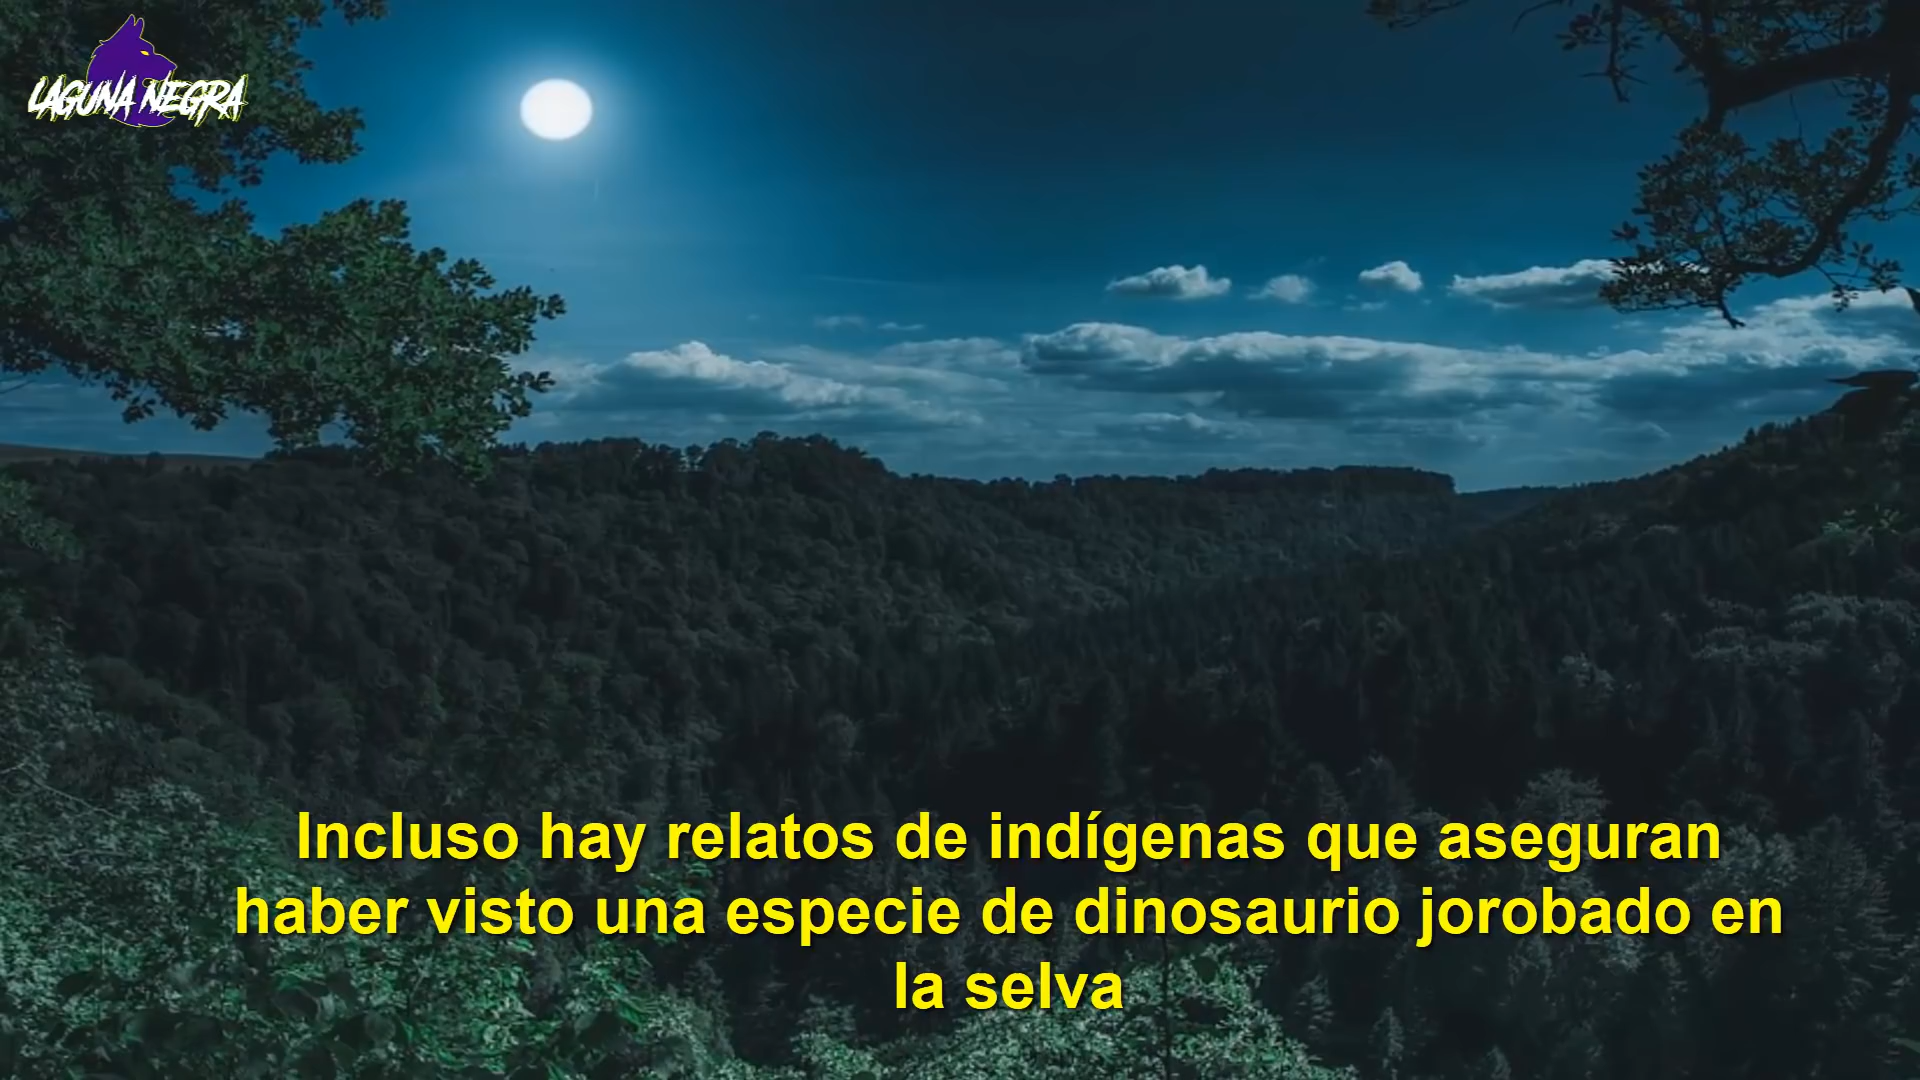 LAGUNA NEGRA
Incluso hay relatos de indígenas que aseguran
haber visto una especie de dinosaurio jorobado en
la selva